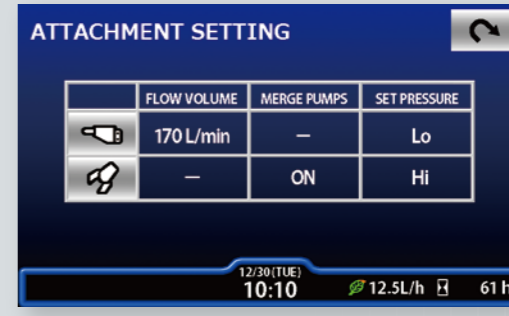 ATTACHMENT SETTING
FLOW VOLUME MERGE PUMPS SET PRESSURE
170 L/min – Lo
– ON Hi
12/30(TUE)
10:10 12.5L/h 61 h